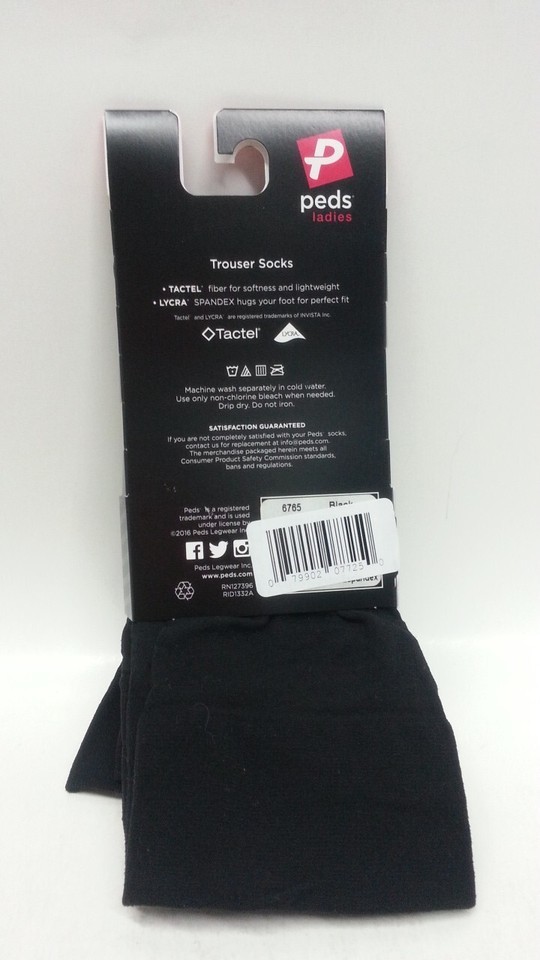 peds
ladies
Trouser Socks
• TACTEL® fiber for softness and lightweight
• LYCRA® SPANDEX hugs your foot for perfect fit
Tactel® and LYCRA® are registered trademarks of INVISTA Inc.
Tactel®
LYCRA
Machine wash separately in cold water.
Use only non-chlorine bleach when needed.
Drip dry. Do not iron.
SATISFACTION GUARANTEED
If you are not completely satisfied with your Peds® socks,
contact us for replacement at info@peds.com.
The merchandise packaged herein meets all
Consumer Product Safety Commission standards,
bans and regulations.
Peds® is a registered
trademark and is used
under license by
©2016 Peds Legwear Inc
Peds Legwear Inc.
www.peds.com
RN127396
RID1332A
6765 Black
0 79902 07725 0